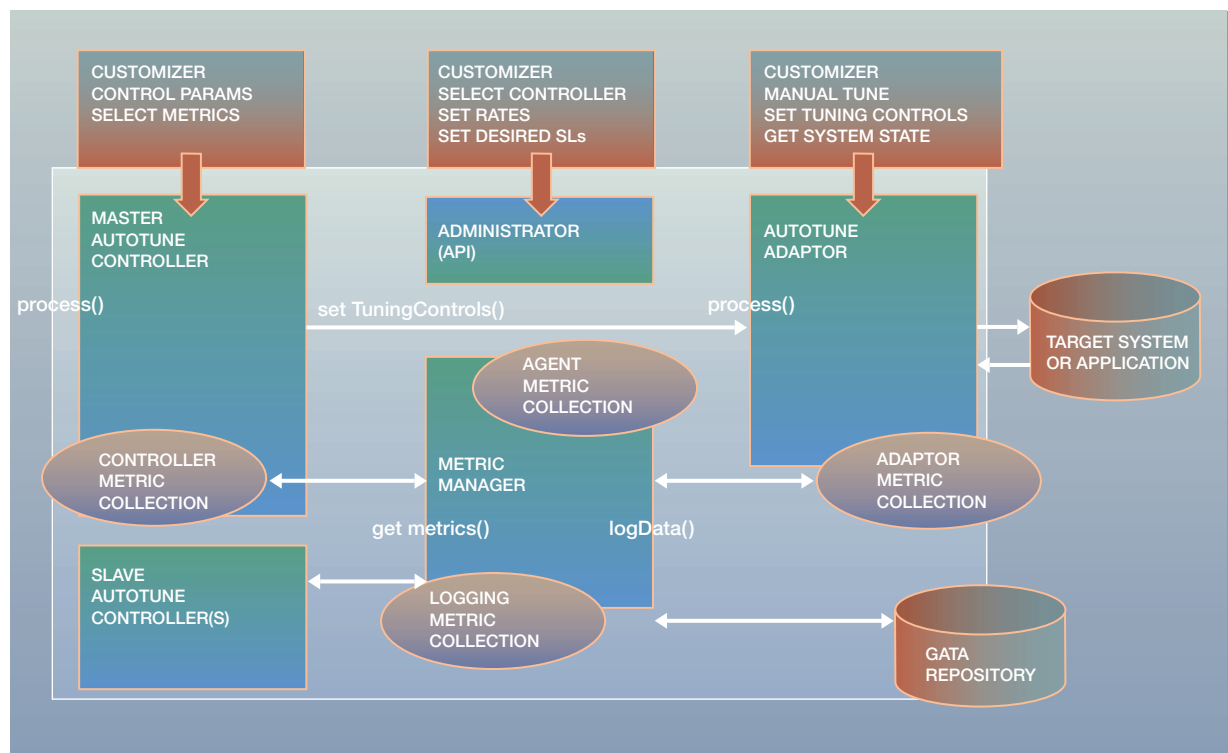 CUSTOMIZER
CONTROL PARAMS
SELECT METRICS
CUSTOMIZER
SELECT CONTROLLER
SET RATES
SET DESIRED SLs
CUSTOMIZER
MANUAL TUNE
SET TUNING CONTROLS
GET SYSTEM STATE
MASTER
AUTOTUNE
CONTROLLER
ADMINISTRATOR
(API)
AUTOTUNE
ADAPTOR
process()
set TuningControls()
process()
TARGET SYSTEM
OR APPLICATION
AGENT
METRIC
COLLECTION
CONTROLLER
METRIC
COLLECTION
METRIC
MANAGER
ADAPTOR
METRIC
COLLECTION
get metrics()
logData()
SLAVE
AUTOTUNE
CONTROLLER(S)
LOGGING
METRIC
COLLECTION
GATA
REPOSITORY